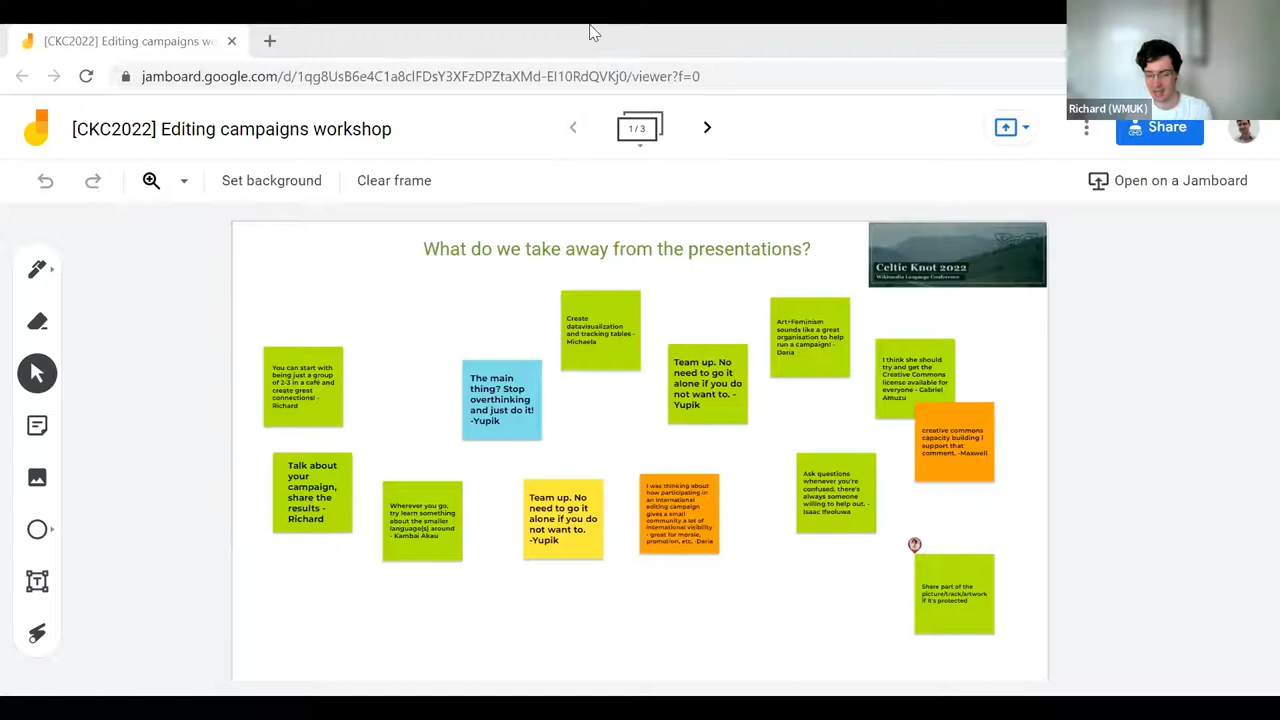 [CKC2022] Editing campaigns wo
jamboard.google.com/d/1qg8UsB6e4C1a8clFDsY3XFzDPZtaXMd-EI10RdQVKj0/viewer?f=0
Richard (WMUK)
[CKC2022] Editing campaigns workshop
1/3
Share
Set background
Clear frame
Open on a Jamboard
What do we take away from the presentations?
Celtic Knot 2022
Wikimedia Language Conference
Create
datavisualization
and tracking tables -
Michaela
Art+Feminism
sounds like a great
organisation to help
run a campaign! -
Daria
You can start with
being just a group
of 2-3 in a café and
create great
connections! -
Richard
The main
thing? Stop
overthinking
and just do it!
-Yupik
Team up. No
need to go it
alone if you do
not want to. -
Yupik
I think she should
try and get the
Creative Commons
license available for
everyone - Gabriel
Amuzu
creative commons
capacity building I
support that
comment. -Maxwell
Talk about
your
campaign,
share the
results -
Richard
Wherever you go,
try learn something
about the smaller
language(s) around
- Kambai Akau
Team up. No
need to go it
alone if you do
not want to.
-Yupik
I was thinking about
how participating in
an international
editing campaign
gives a small
community a lot of
international visibility
- great for morale,
promotion, etc. -Daria
Ask questions
whenever you're
confused, there's
always someone
willing to help out. -
Isaac Ifeoluwa
Share part of the
picture/track/artwork
if it's protected